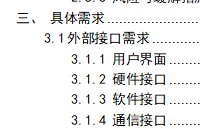 三、 具体需求
3.1外部接口需求
3.1.1 用户界面
3.1.2 硬件接口
3.1.3 软件接口
3.1.4 通信接口